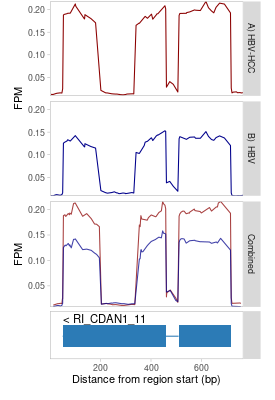 0.20
0.15
0.10
0.05
FPM
A) HBV-HCC
0.20
0.15
0.10
0.05
B) HBV
0.20
0.15
0.10
0.05
FPM
Combined
< RI_CDAN1_11
200
400
600
Distance from region start (bp)